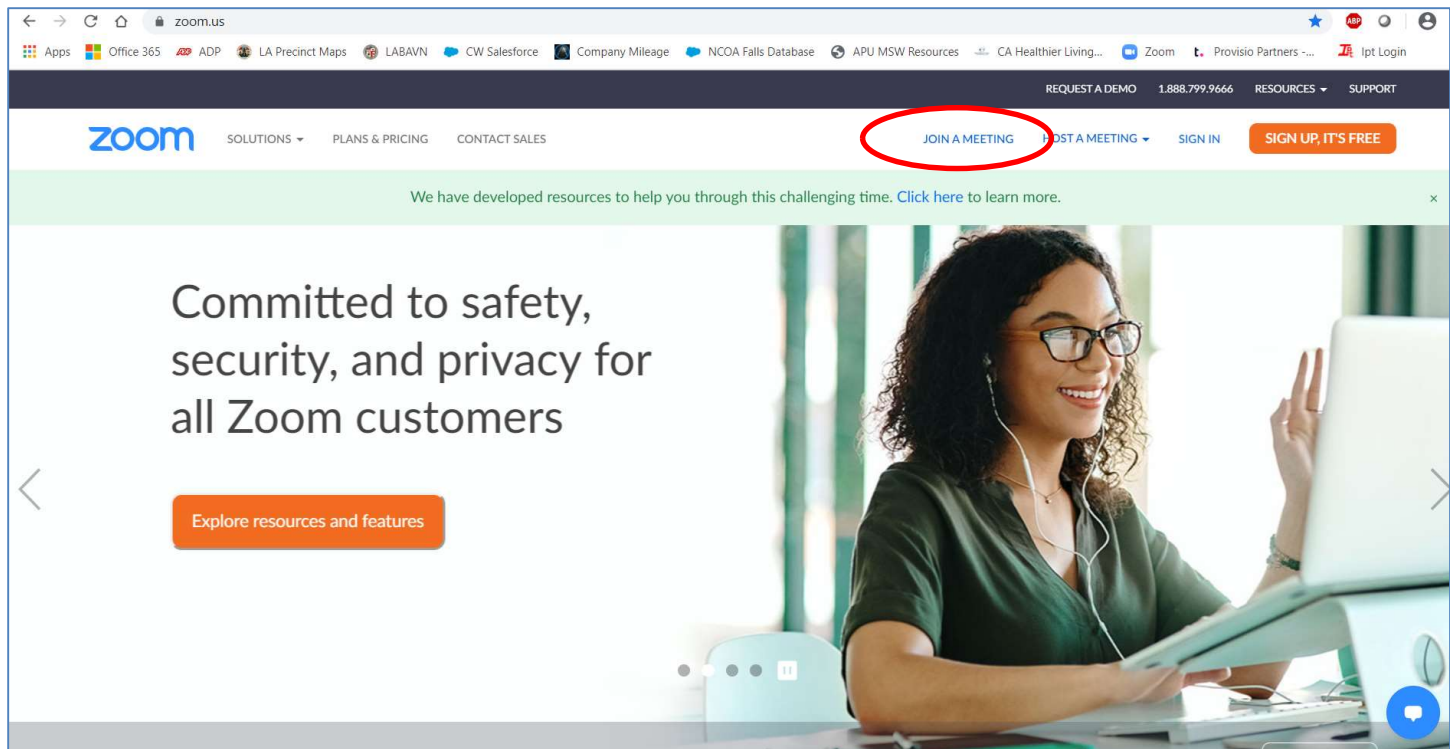 zoom.us
ABP
Apps Office 365 ADP LA Precinct Maps LABAVN CW Salesforce Company Mileage NCOA Falls Database APU MSW Resources CA Healthier Living... Zoom t. Provisio Partners -... Ipt Login
REQUEST A DEMO 1.888.799.9666 RESOURCES SUPPORT
zoom SOLUTIONS PLANS & PRICING CONTACT SALES JOIN A MEETING HOST A MEETING SIGN IN SIGN UP, IT'S FREE
We have developed resources to help you through this challenging time. Click here to learn more. ×
Committed to safety,
security, and privacy for
all Zoom customers
Explore resources and features